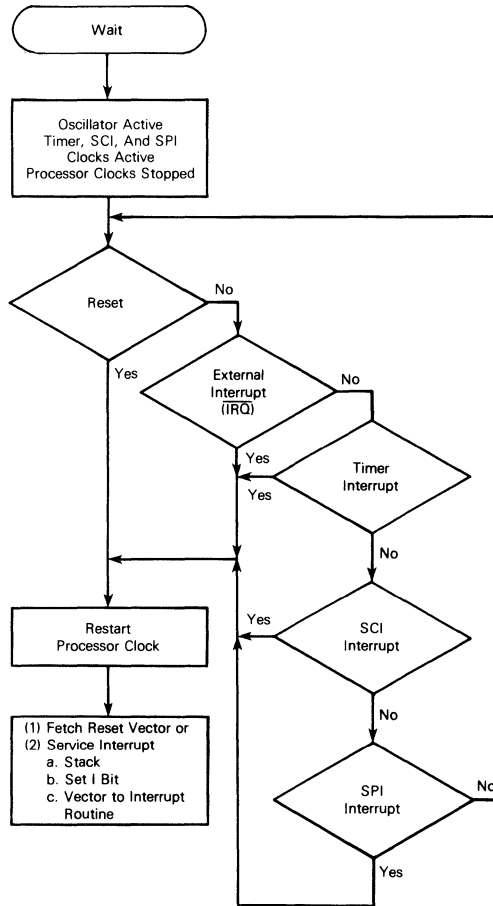 Wait
Oscillator Active
Timer, SCI, And SPI
Clocks Active
Processor Clocks Stopped
Reset
No
Yes
External
Interrupt
(I̅R̅Q̅)
No
Yes
Timer
Interrupt
Yes
No
SCI
Interrupt
Yes
No
Restart
Processor Clock
(1) Fetch Reset Vector or
(2) Service Interrupt
a. Stack
b. Set I Bit
c. Vector to Interrupt
Routine
SPI
Interrupt
No
Yes